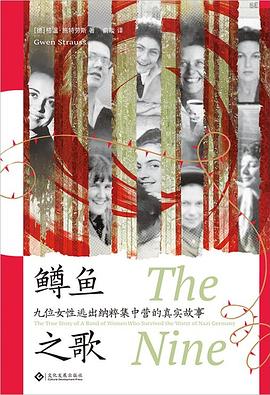 [德] 格温·施特劳斯 著
Gwen Strauss
鳟鱼
The
九位女性逃出纳粹集中营的真实故事
The True Story of A Band of Women Who Survived the Worst of Nazi Germany
之歌
Nine
文化发展出版社
Cultural Development Press